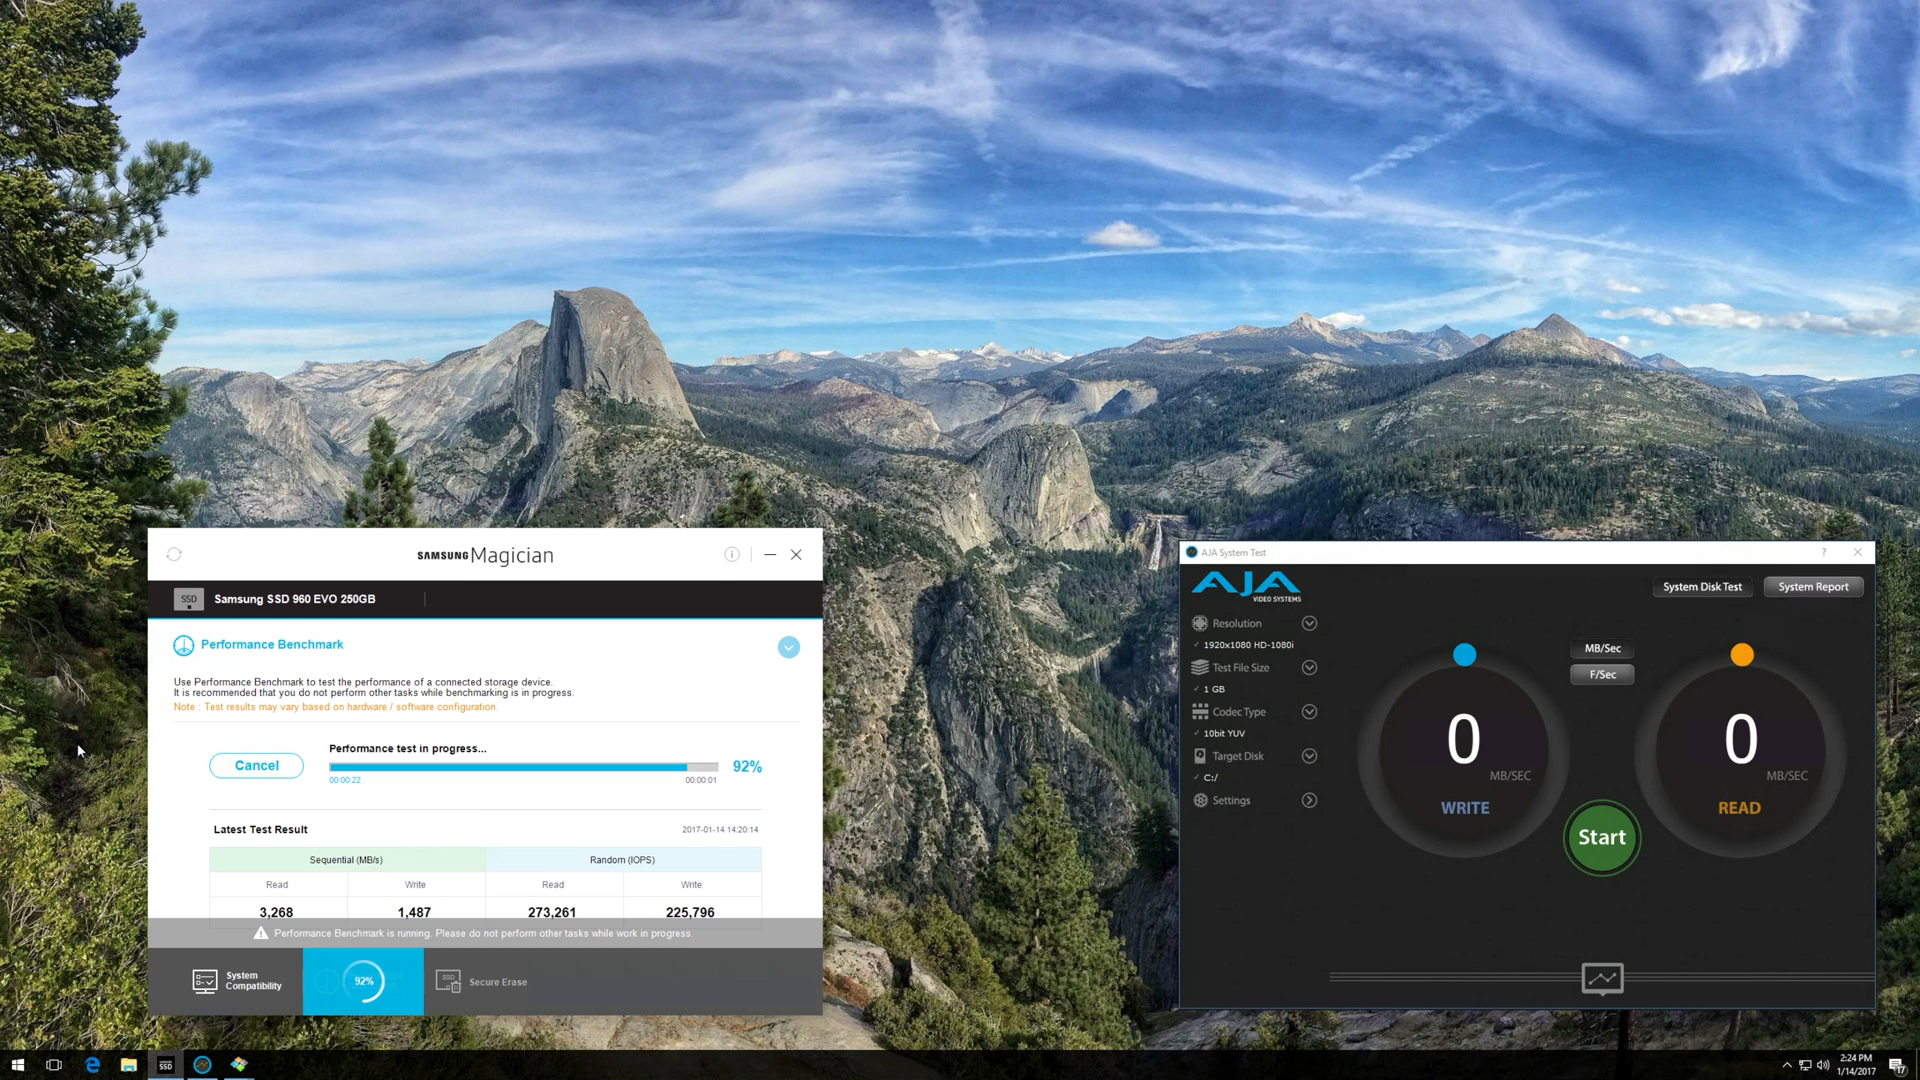 SAMSUNG Magician
SSD
Samsung SSD 960 EVO 250GB
Performance Benchmark
Use Performance Benchmark to test the performance of a connected storage device.
It is recommended that you do not perform other tasks while benchmarking is in progress.
Note : Test results may vary based on hardware / software configuration.
Performance test in progress...
Cancel
92%
00:00:22
00:00:01
Latest Test Result
2017-01-14 14:20:14
Sequential (MB/s)
Random (IOPS)
Read
Write
Read
Write
3,268
1,487
273,261
225,796
Performance Benchmark is running. Please do not perform other tasks while work in progress.
System
Compatibility
92%
SSD
Secure Erase
AJA System Test
?
AJA
VIDEO SYSTEMS
System Disk Test
System Report
Resolution
1920x1080 HD-1080i
Test File Size
1 GB
Codec Type
10bit YUV
Target Disk
C:/
Settings
MB/Sec
F/Sec
0
MB/SEC
WRITE
0
MB/SEC
READ
Start
SSD
2:24 PM
1/14/2017
17